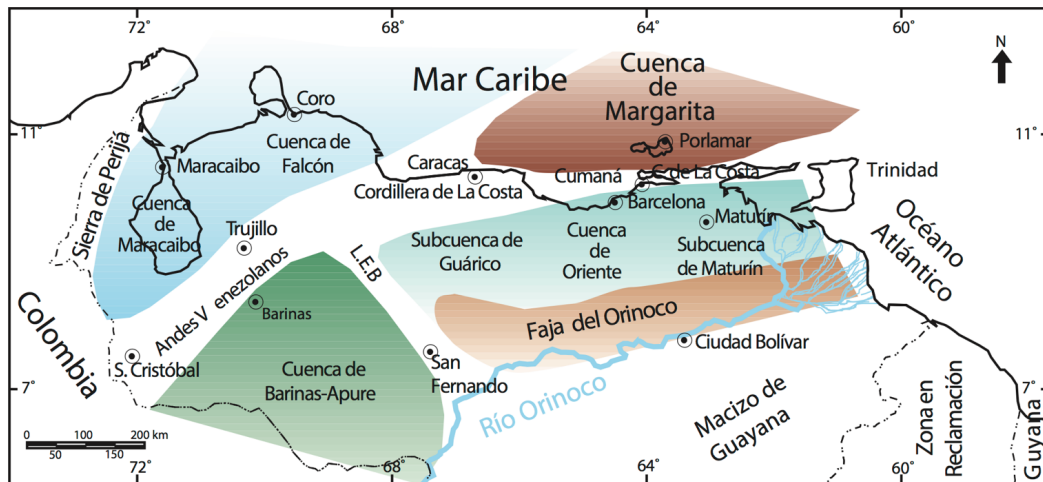 72°
68°
64°
60°
N
Mar Caribe
Cuenca
de
Margarita
Coro
11°
11°
Porlamar
Cuenca de
Falcón
Sierra de Perijá
Maracaibo
Caracas
Cordillera de La Costa
Cumaná
C. de La Costa
Trinidad
Barcelona
Cuenca
de
Maracaibo
Trujillo
Maturín
Océano
Atlántico
Subcuenca de
Guárico
Cuenca
de
Oriente
Subcuenca
de Maturín
L.E.B
Andes V enezolanos
Barinas
Faja del Orinoco
Colombia
S. Cristóbal
Ciudad Bolívar
San
Fernando
Cuenca de
Barinas-Apure
7°
7°
Río Orinoco
Macizo de
Guayana
Zona en
Reclamación
Guyana
0 100 200 km
50 150
72°
68°
64°
60°